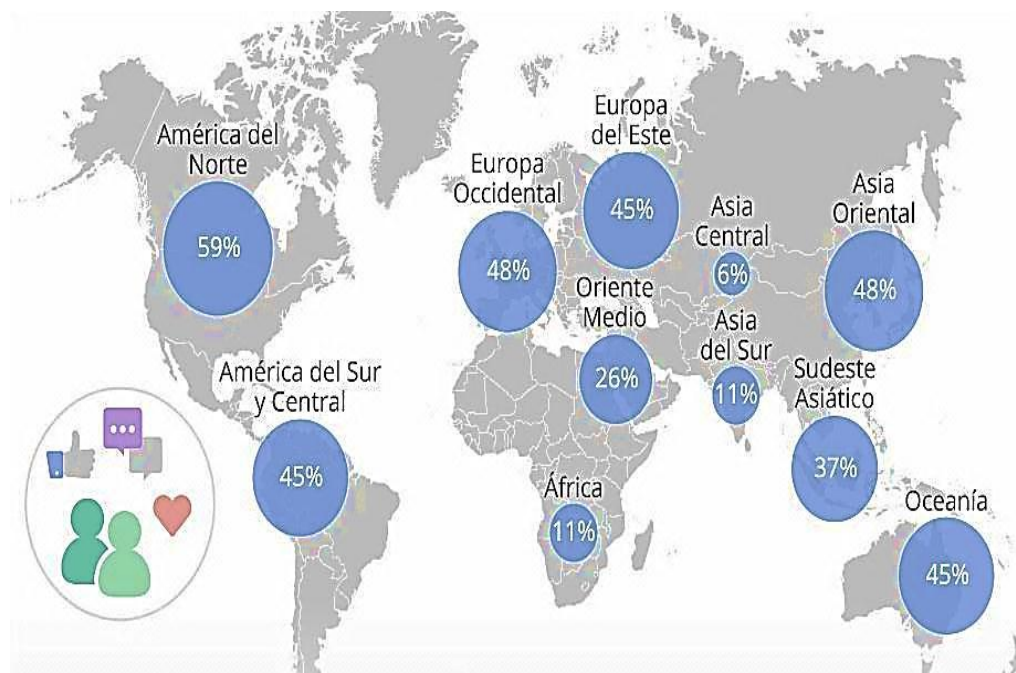 América del
Norte
59%
Europa
Occidental
48%
Europa
del Este
45%
Asia
Central
6%
Asia
Oriental
48%
Oriente
Medio
26%
Asia
del Sur
11%
Sudeste
Asiático
37%
América del Sur
y Central
45%
África
11%
Oceanía
45%